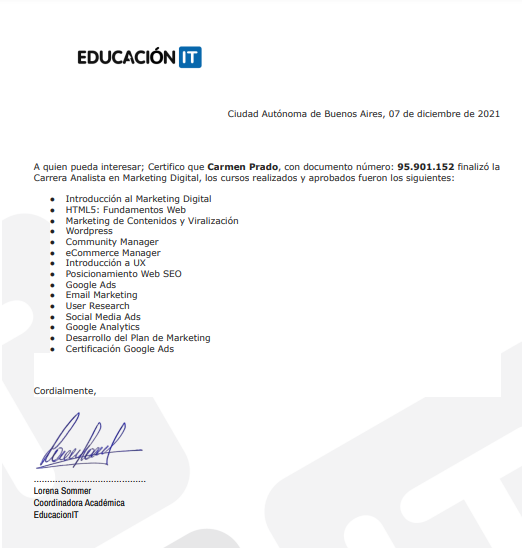 EDUCACIÓN IT
Ciudad Autónoma de Buenos Aires, 07 de diciembre de 2021
A quien pueda interesar; Certifico que Carmen Prado, con documento número: 95.901.152 finalizó la
Carrera Analista en Marketing Digital, los cursos realizados y aprobados fueron los siguientes:
• Introducción al Marketing Digital
• HTML5: Fundamentos Web
• Marketing de Contenidos y Viralización
• Wordpress
• Community Manager
• eCommerce Manager
• Introducción a UX
• Posicionamiento Web SEO
• Google Ads
• Email Marketing
• User Research
• Social Media Ads
• Google Analytics
• Desarrollo del Plan de Marketing
• Certificación Google Ads
Cordialmente,
Lorena Sommer
Coordinadora Académica
EducacionIT